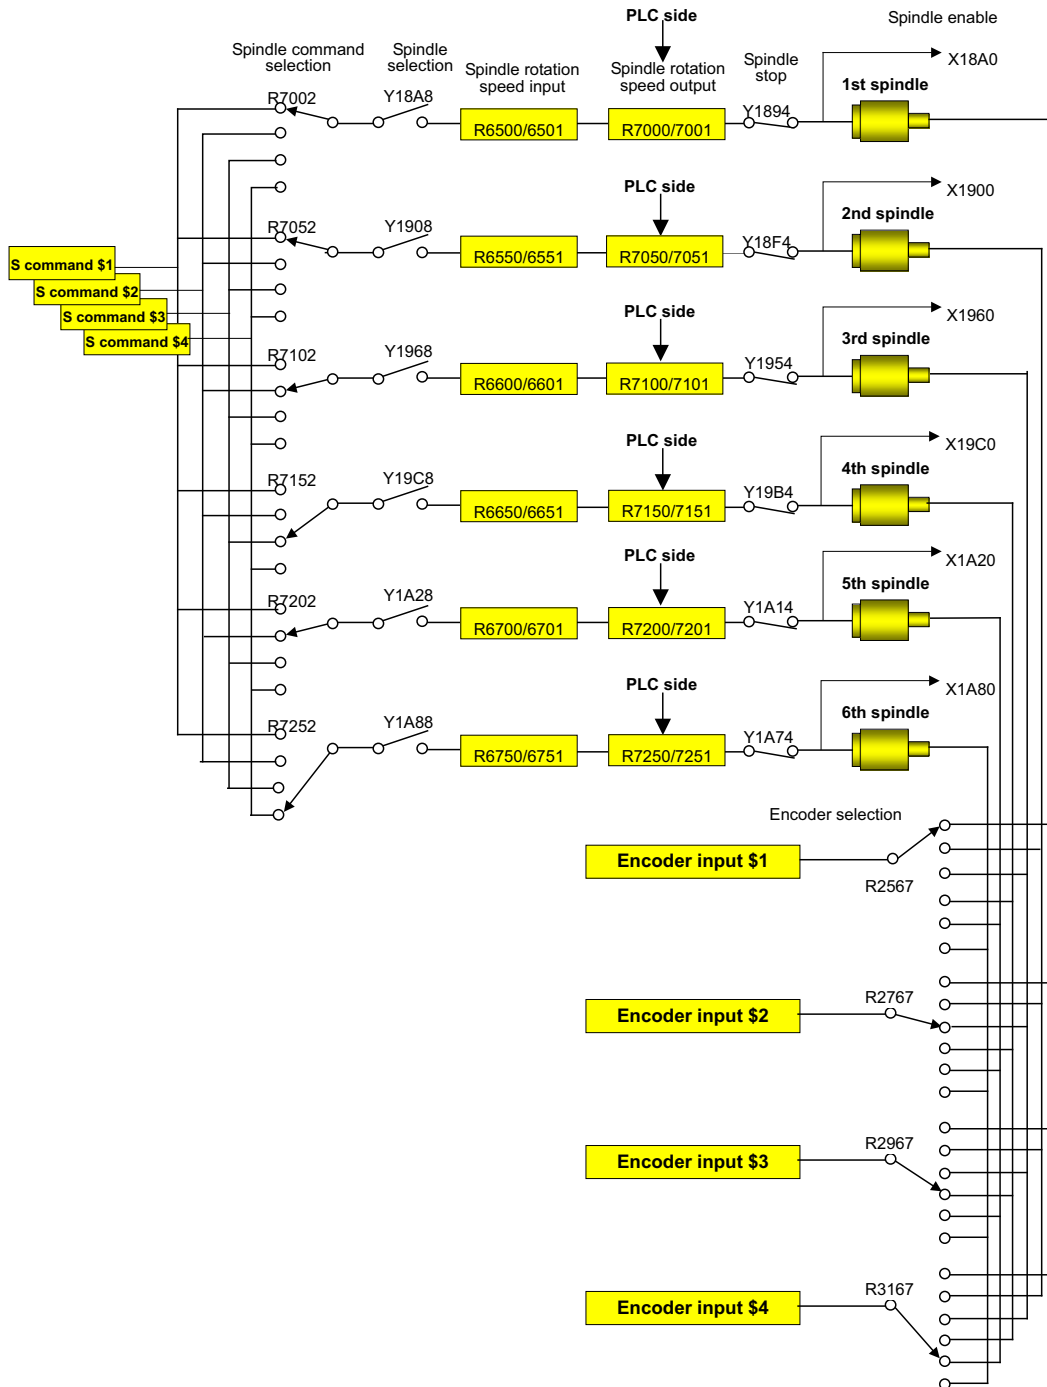 PLC side
Spindle enable
Spindle command
selection
Spindle
selection
Spindle rotation
speed input
Spindle rotation
speed output
Spindle
stop
X18A0
1st spindle
R7002
Y18A8
R6500/6501
R7000/7001
Y1894
PLC side
X1900
2nd spindle
R7052
Y1908
R6550/6551
R7050/7051
Y18F4
S command $1
S command $2
S command $3
S command $4
PLC side
X1960
3rd spindle
R7102
Y1968
R6600/6601
R7100/7101
Y1954
PLC side
X19C0
4th spindle
R7152
Y19C8
R6650/6651
R7150/7151
Y19B4
PLC side
X1A20
5th spindle
R7202
Y1A28
R6700/6701
R7200/7201
Y1A14
PLC side
X1A80
6th spindle
R7252
Y1A88
R6750/6751
R7250/7251
Y1A74
Encoder selection
Encoder input $1
R2567
Encoder input $2
R2767
Encoder input $3
R2967
Encoder input $4
R3167